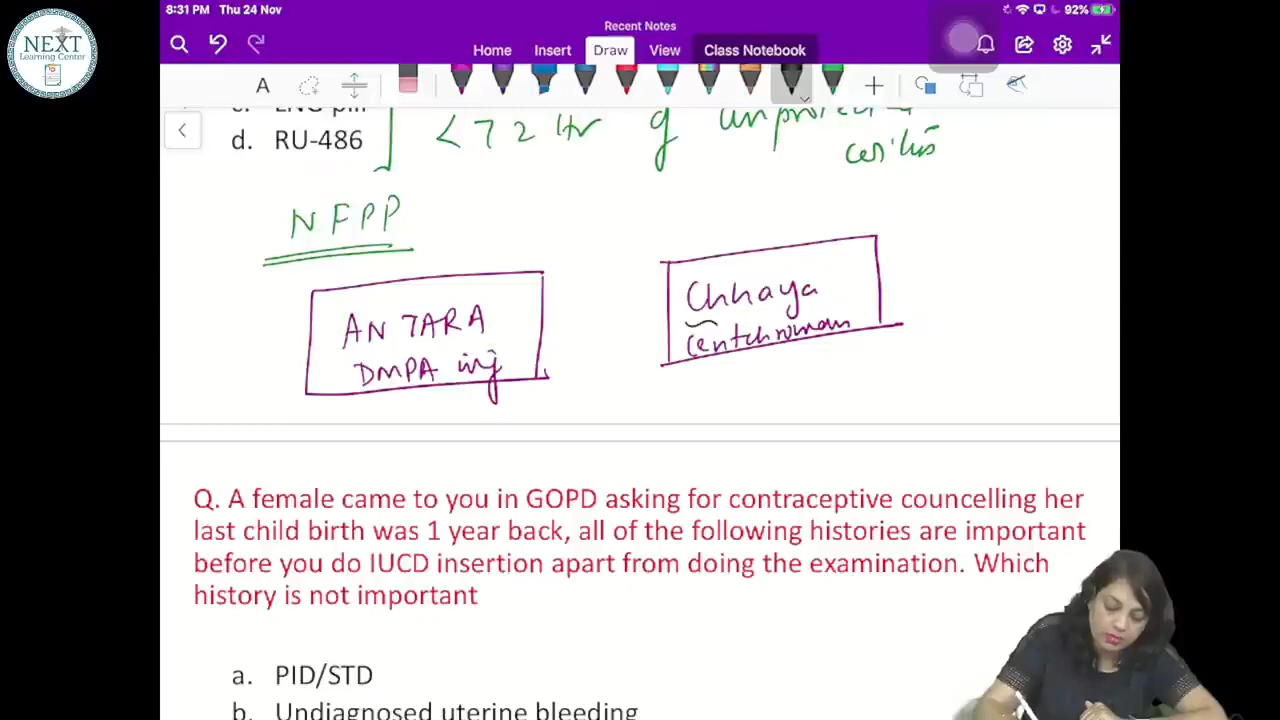 8:31 PM Thu 24 Nov
92%
Recent Notes
NEXT
Learning Center
Home Insert Draw View Class Notebook
A
d. RU-486
<72 Hr
NFPP
ANTARA
DMPA inj
Chhaya
Centchroman
Q. A female came to you in GOPD asking for contraceptive councelling her
last child birth was 1 year back, all of the following histories are important
before you do IUCD insertion apart from doing the examination. Which
history is not important
a. PID/STD
b. Undiagnosed uterine bleeding